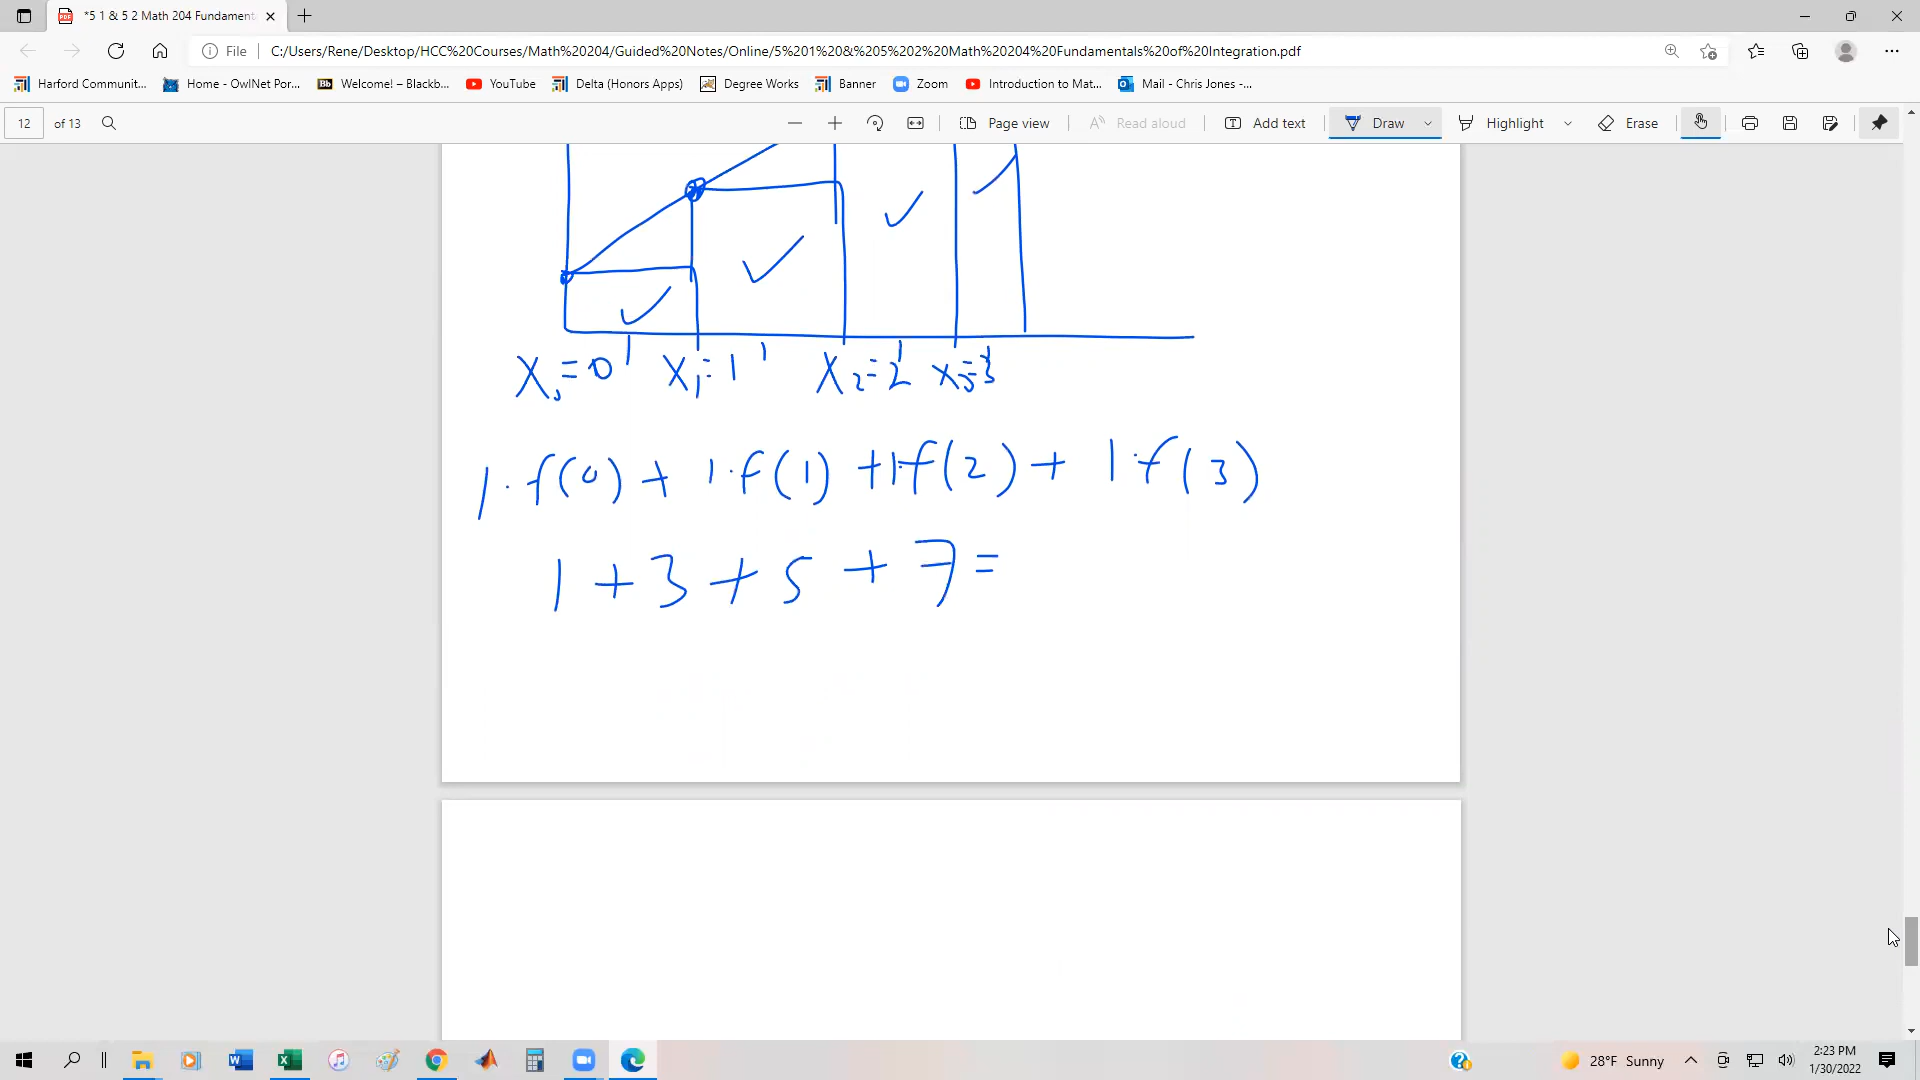 *5 1 & 5 2 Math 204 Fundament
File C:/Users/Rene/Desktop/HCC%20Courses/Math%20204/Guided%20Notes/Online/5%201%20&%205%202%20Math%20204%20Fundamentals%20of%20Integration.pdf
Harford Communit... Home - OwlNet Por... Bb Welcome! – Blackb... YouTube Delta (Honors Apps) Degree Works Banner Zoom Introduction to Mat... Mail - Chris Jones -...
12 of 13 Page view Read aloud Add text Draw Highlight Erase
X₀=0 X₁=1 X₂=2 X₃=3
1·f(0) + 1·f(1) + 1·f(2) + 1·f(3)
1 + 3 + 5 + 7 =
28°F Sunny 2:23 PM
1/30/2022